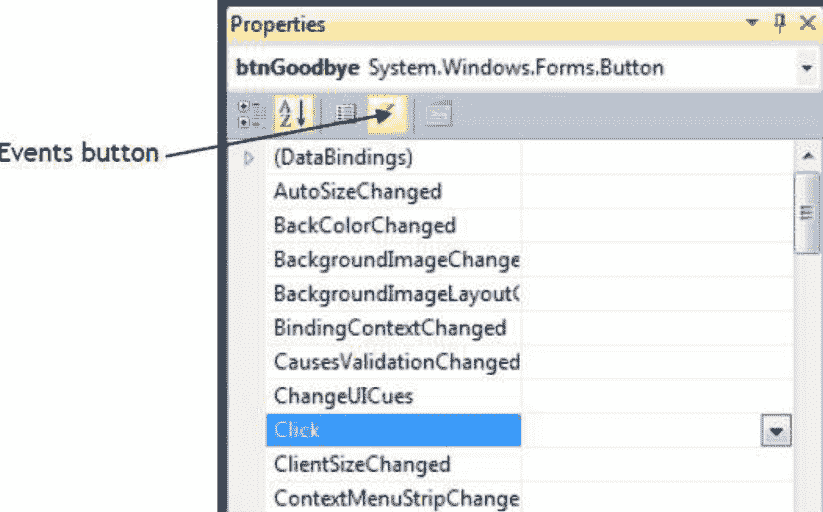 Properties
btnGoodbye System.Windows.Forms.Button
A
Z
Events button
(DataBindings)
AutoSizeChanged
BackColorChanged
BackgroundImageChange
BackgroundImageLayout
BindingContextChanged
CausesValidationChanged
ChangeUICues
Click
ClientSizeChanged
ContextMenuStripChange